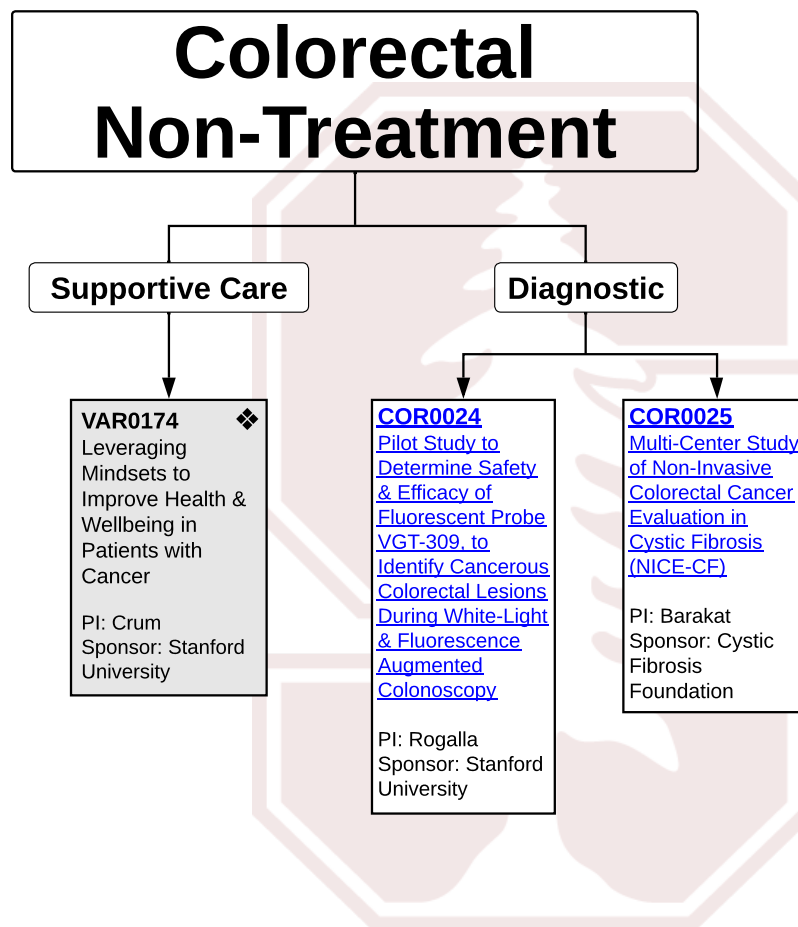 Colorectal
Non-Treatment
Supportive Care
Diagnostic
VAR0174 ❖
Leveraging
Mindsets to
Improve Health &
Wellbeing in
Patients with
Cancer
PI: Crum
Sponsor: Stanford
University
COR0024
Pilot Study to
Determine Safety
& Efficacy of
Fluorescent Probe
VGT-309, to
Identify Cancerous
Colorectal Lesions
During White-Light
& Fluorescence
Augmented
Colonoscopy
PI: Rogalla
Sponsor: Stanford
University
COR0025
Multi-Center Study
of Non-Invasive
Colorectal Cancer
Evaluation in
Cystic Fibrosis
(NICE-CF)
PI: Barakat
Sponsor: Cystic
Fibrosis
Foundation